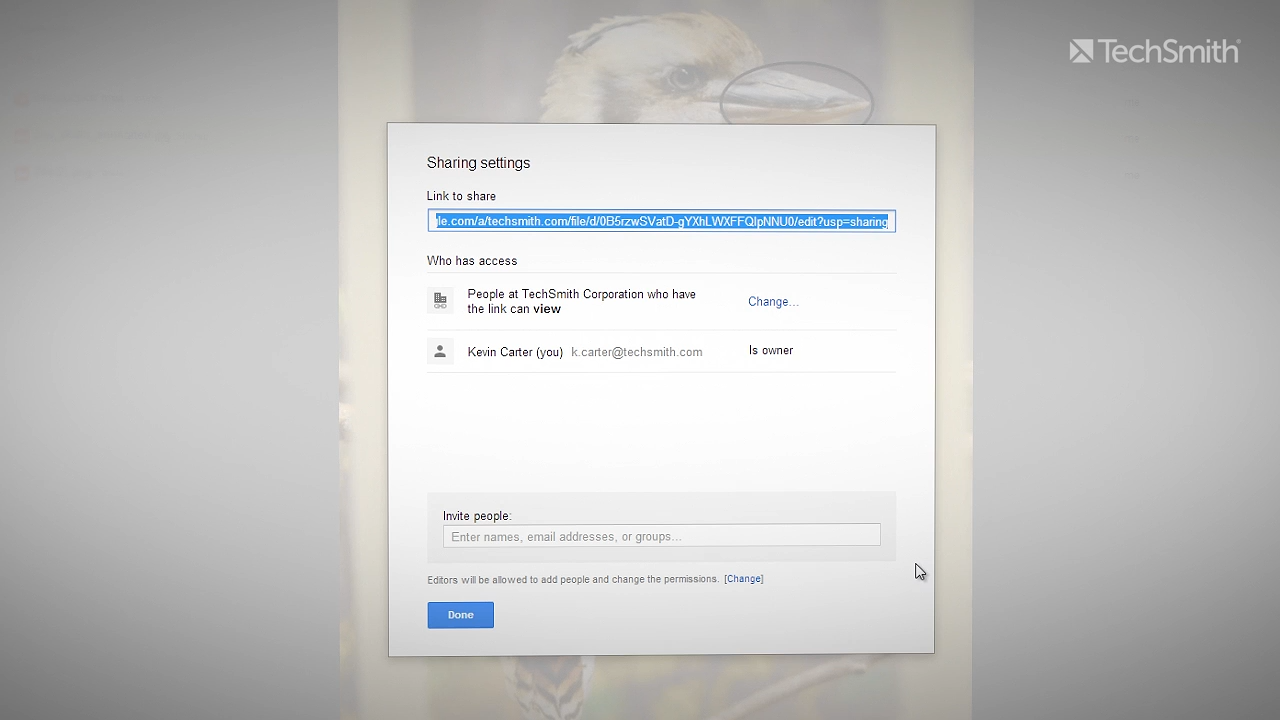 TechSmith
Sharing settings
Link to share
gle.com/a/techsmith.com/file/d/0B5rzwSVatD-gYXhLWXFFQlpNNU0/edit?usp=sharing
Who has access
People at TechSmith Corporation who have
the link can view
Change...
Kevin Carter (you) k.carter@techsmith.com
Is owner
Invite people:
Enter names, email addresses, or groups...
Editors will be allowed to add people and change the permissions. [Change]
Done